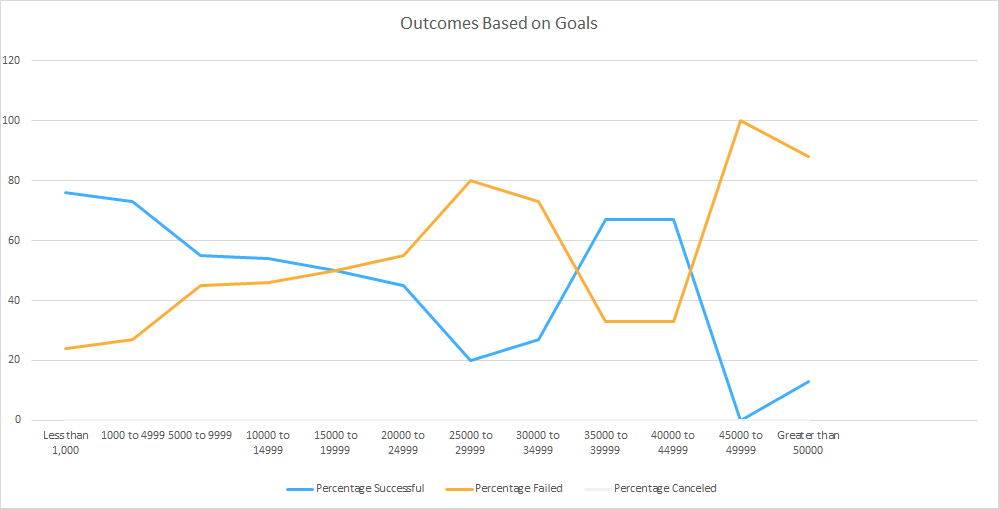 Outcomes Based on Goals
120
100
80
60
40
20
0
Less than
1,000
1000 to 4999
5000 to 9999
10000 to
14999
15000 to
19999
20000 to
24999
25000 to
29999
30000 to
34999
35000 to
39999
40000 to
44999
45000 to
49999
Greater than
50000
Percentage Successful
Percentage Failed
Percentage Canceled